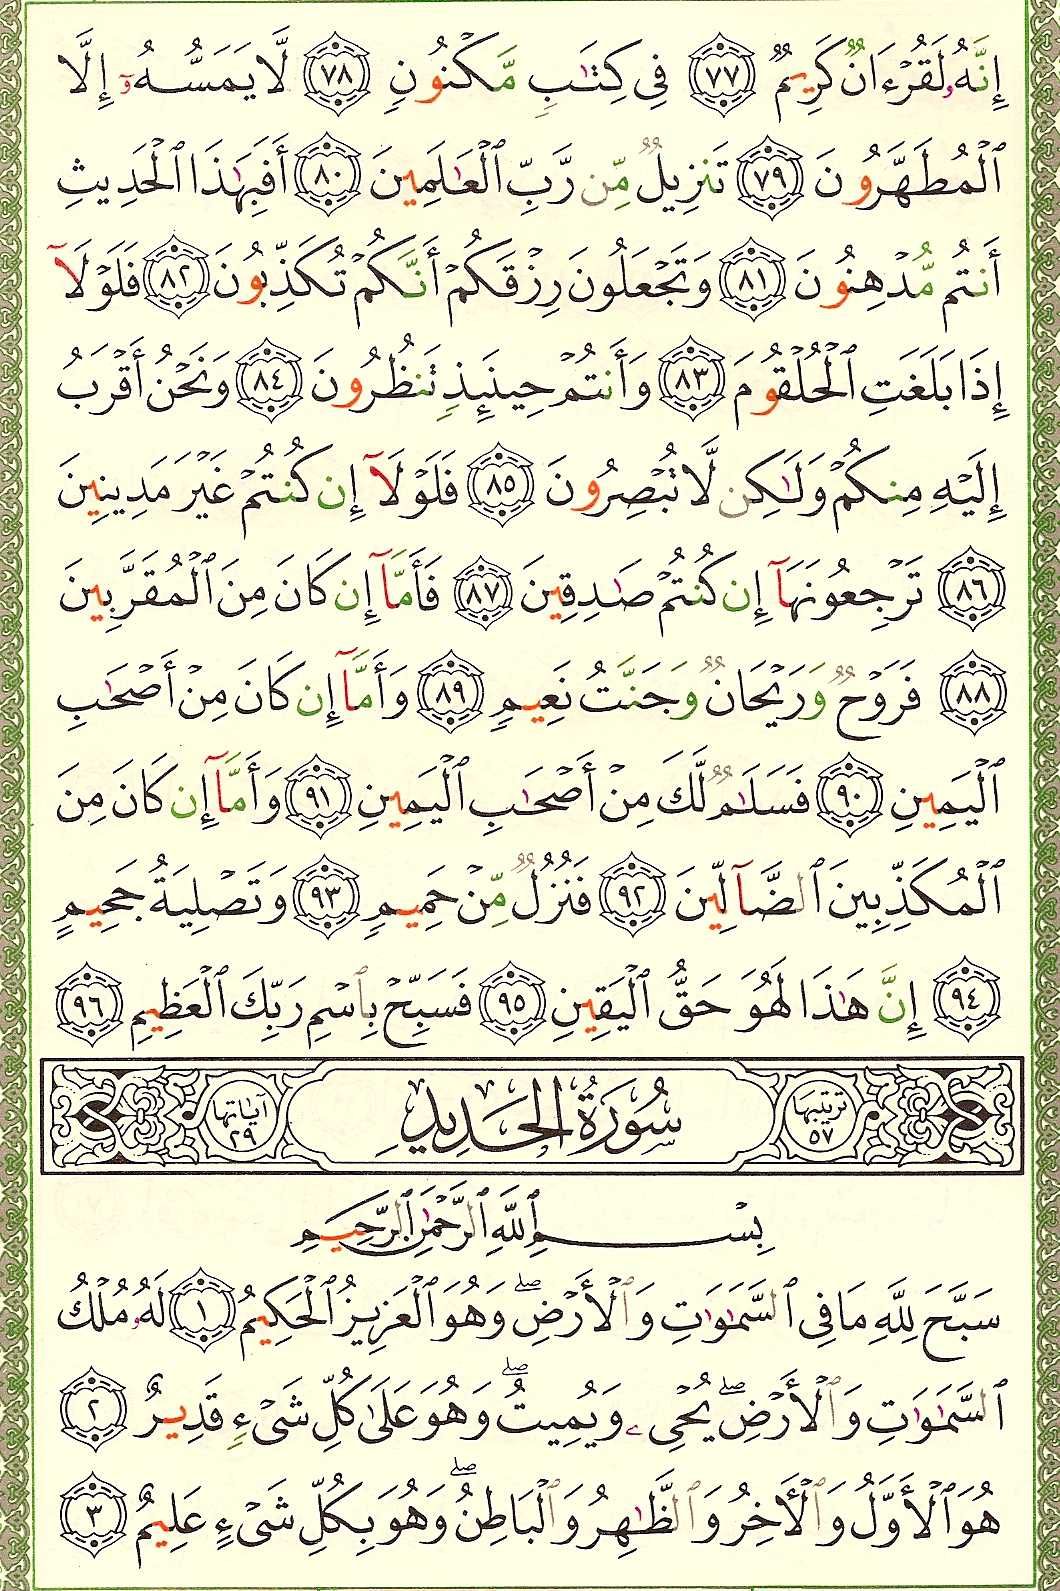 إِنَّهُۥ لَقُرْءَانٌ كَرِيمٌ ٧٧ فِى كِتَٰبٍ مَّكْنُونٍ ٧٨ لَّا يَمَسُّهُۥٓ إِلَّا
ٱلْمُطَهَّرُونَ ٧٩ تَنزِيلٌ مِّن رَّبِّ ٱلْعَٰلَمِينَ ٨٠ أَفَبِهَٰذَا ٱلْحَدِيثِ
أَنتُم مُّدْهِنُونَ ٨١ وَتَجْعَلُونَ رِزْقَكُمْ أَنَّكُمْ تُكَذِّبُونَ ٨٢ فَلَوْلَآ
إِذَا بَلَغَتِ ٱلْحُلْقُومَ ٨٣ وَأَنتُمْ حِينَئِذٍ تَنظُرُونَ ٨٤ وَنَحْنُ أَقْرَبُ
إِلَيْهِ مِنكُمْ وَلَٰكِن لَّا تُبْصِرُونَ ٨٥ فَلَوْلَآ إِن كُنتُمْ غَيْرَ مَدِينِينَ
٨٦ تَرْجِعُونَهَآ إِن كُنتُمْ صَٰدِقِينَ ٨٧ فَأَمَّآ إِن كَانَ مِنَ ٱلْمُقَرَّبِينَ
٨٨ فَرَوْحٌ وَرَيْحَانٌ وَجَنَّتُ نَعِيمٍ ٨٩ وَأَمَّآ إِن كَانَ مِنْ أَصْحَٰبِ
ٱلْيَمِينِ ٩٠ فَسَلَٰمٌ لَّكَ مِنْ أَصْحَٰبِ ٱلْيَمِينِ ٩١ وَأَمَّآ إِن كَانَ مِنَ
ٱلْمُكَذِّبِينَ ٱلضَّآلِّينَ ٩٢ فَنُزُلٌ مِّنْ حَمِيمٍ ٩٣ وَتَصْلِيَةُ جَحِيمٍ
٩٤ إِنَّ هَٰذَا لَهُوَ حَقُّ ٱلْيَقِينِ ٩٥ فَسَبِّحْ بِٱسْمِ رَبِّكَ ٱلْعَظِيمِ ٩٦
ترتيبها ٥٧ سُورَةُ الحَدِيدِ آياتها ٢٩
بِسْمِ ٱللَّهِ ٱلرَّحْمَٰنِ ٱلرَّحِيمِ
سَبَّحَ لِلَّهِ مَا فِى ٱلسَّمَٰوَٰتِ وَٱلْأَرْضِ ۖ وَهُوَ ٱلْعَزِيزُ ٱلْحَكِيمُ ١ لَهُۥ مُلْكُ
ٱلسَّمَٰوَٰتِ وَٱلْأَرْضِ ۖ يُحْىِۦ وَيُمِيتُ ۖ وَهُوَ عَلَىٰ كُلِّ شَىْءٍ قَدِيرٌ ٢
هُوَ ٱلْأَوَّلُ وَٱلْءَاخِرُ وَٱلظَّٰهِرُ وَٱلْبَاطِنُ ۖ وَهُوَ بِكُلِّ شَىْءٍ عَلِيمٌ ٣